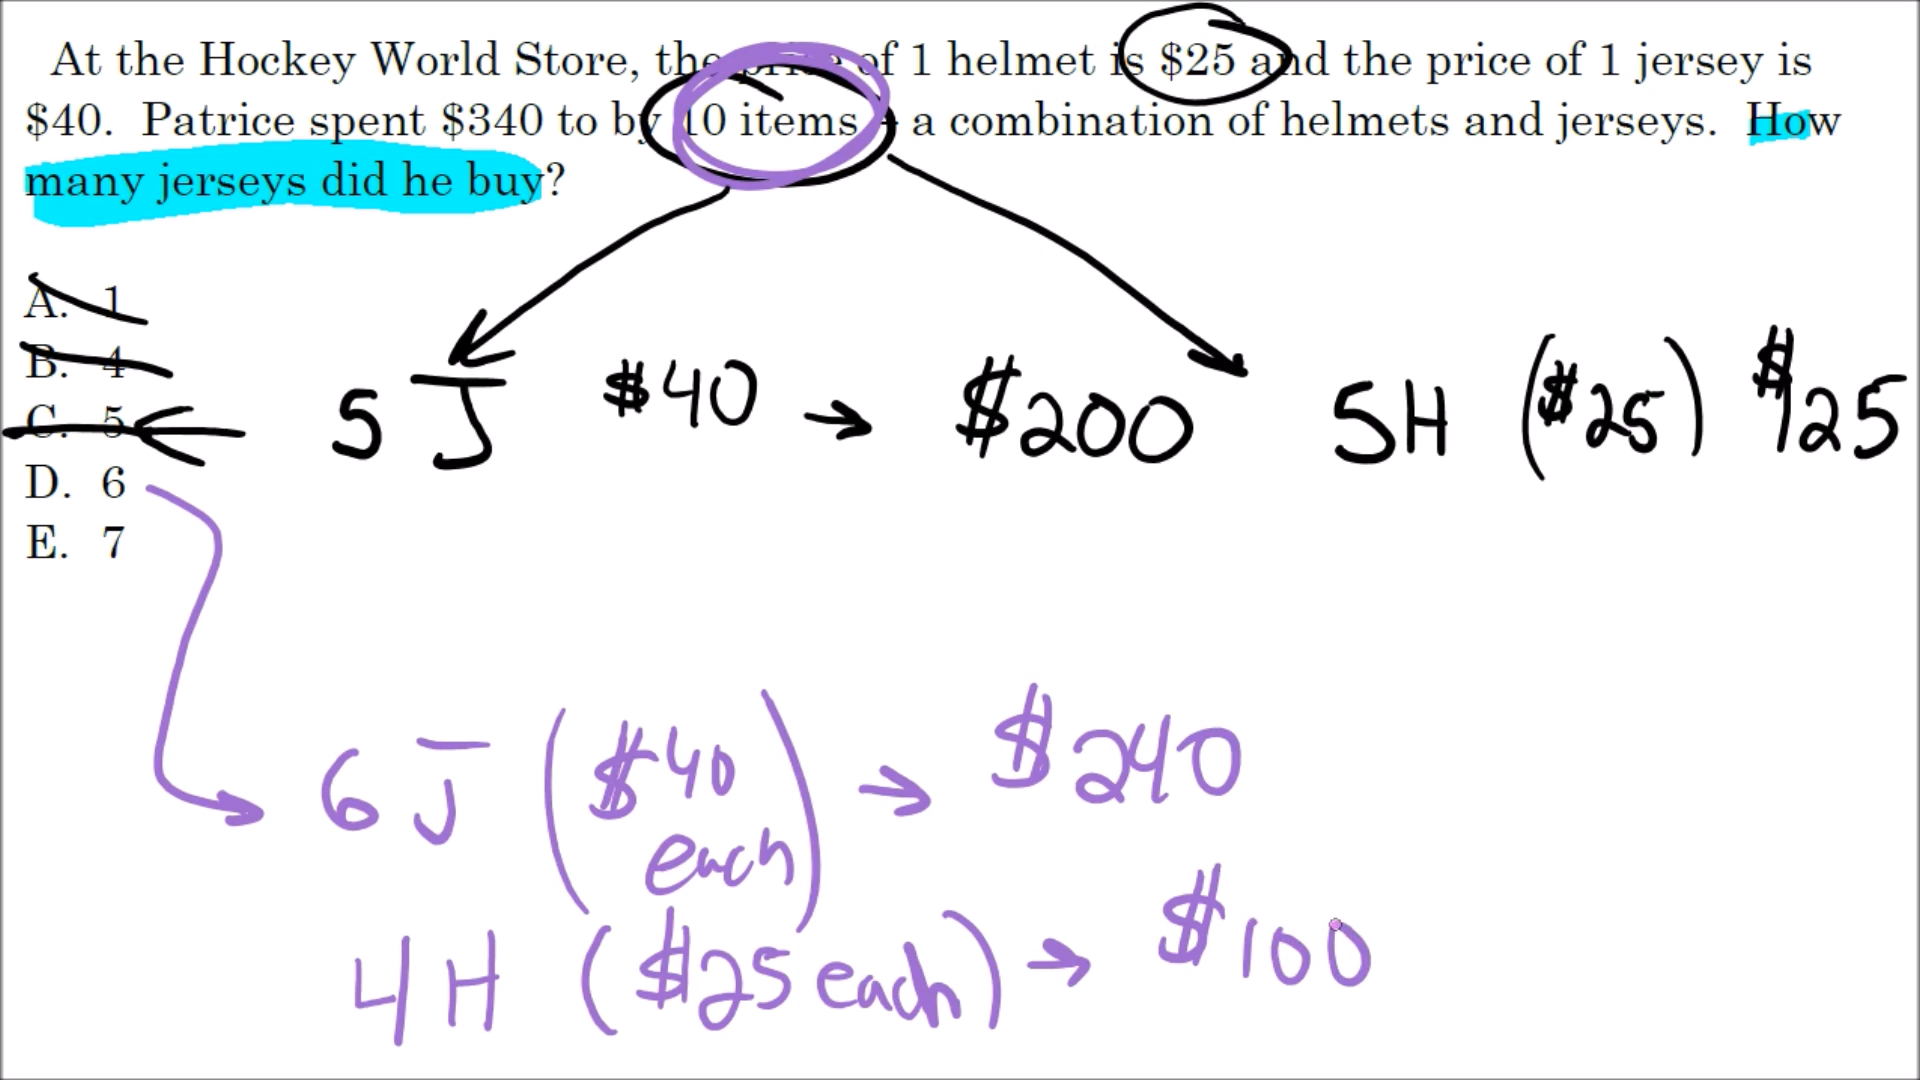 At the Hockey World Store, the price of 1 helmet is $25 and the price of 1 jersey is
$40. Patrice spent $340 to by 10 items - a combination of helmets and jerseys. How
many jerseys did he buy?
A. 1
B. 4
C. 5
D. 6
E. 7
5 J $40 → $200 5H ($25) $125
6 J ($40 each) → $240
4 H ($25 each) → $100